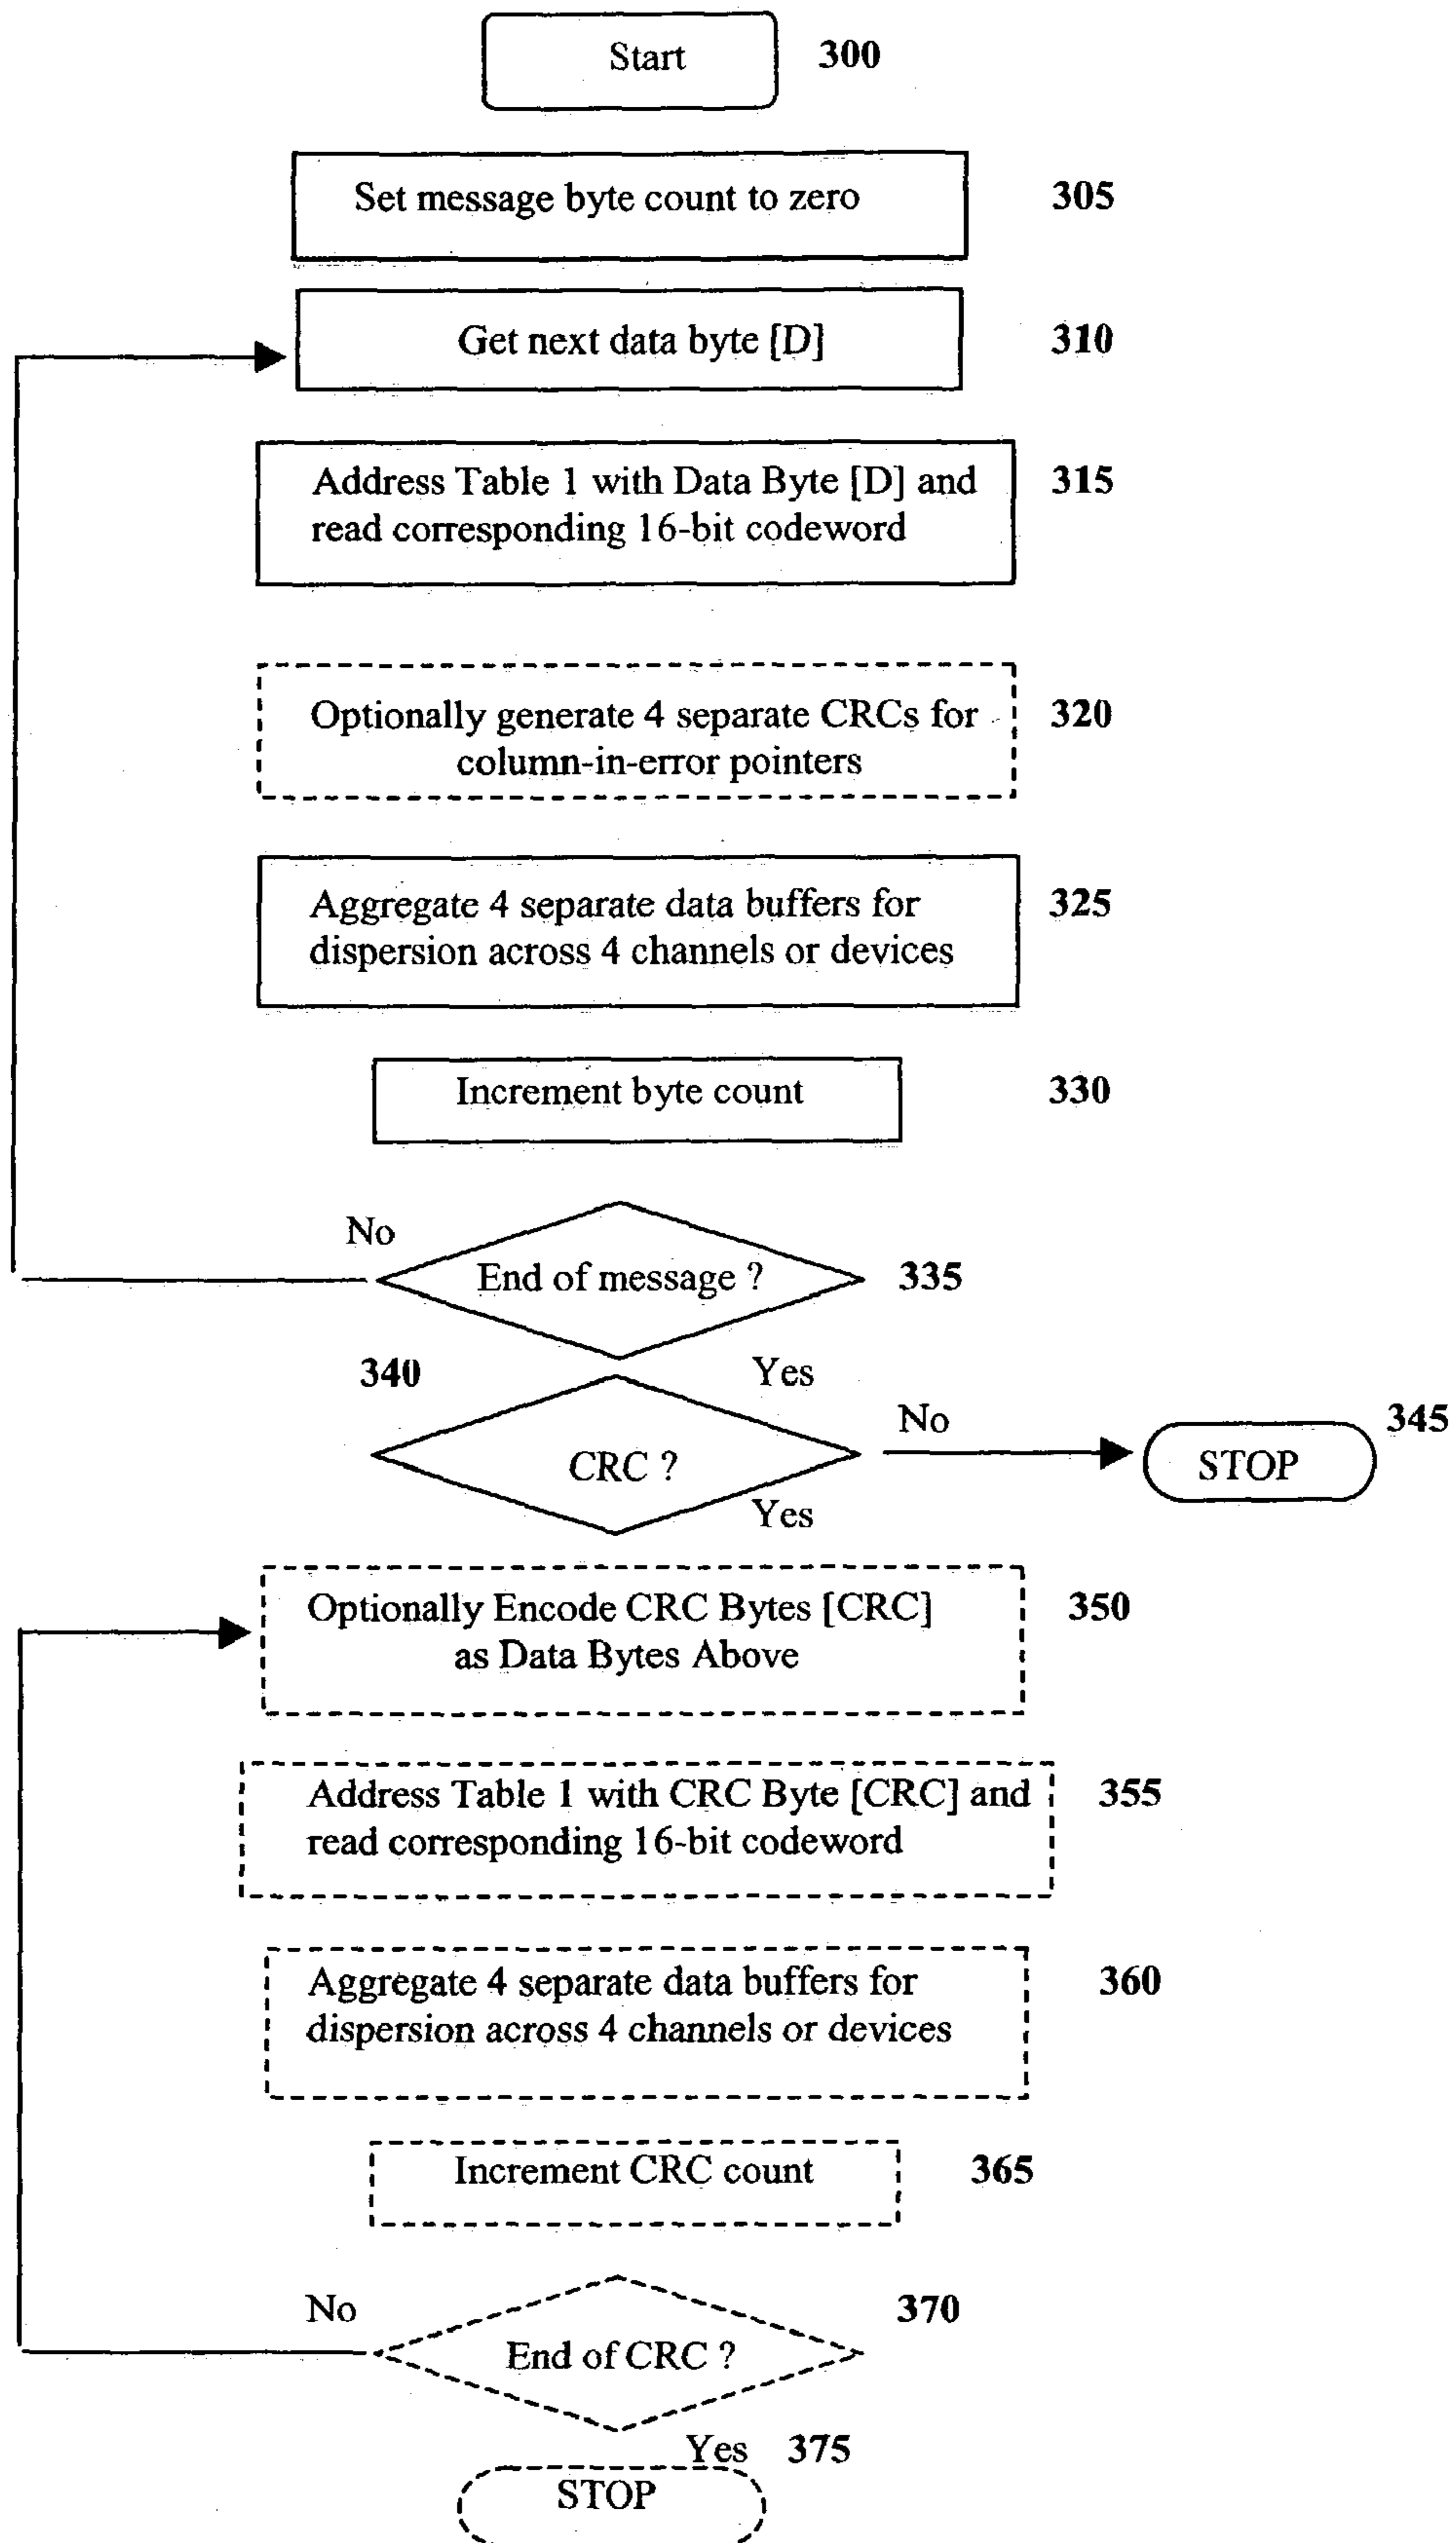 Start 300
Set message byte count to zero 305
Get next data byte [D] 310
Address Table 1 with Data Byte [D] and 315
read corresponding 16-bit codeword
Optionally generate 4 separate CRCs for 320
column-in-error pointers
Aggregate 4 separate data buffers for 325
dispersion across 4 channels or devices
Increment byte count 330
No
End of message ? 335
340 Yes
No 345
CRC ? STOP
Yes
Optionally Encode CRC Bytes [CRC] 350
as Data Bytes Above
Address Table 1 with CRC Byte [CRC] and 355
read corresponding 16-bit codeword
Aggregate 4 separate data buffers for 360
dispersion across 4 channels or devices
Increment CRC count 365
No 370
End of CRC ?
Yes 375
STOP